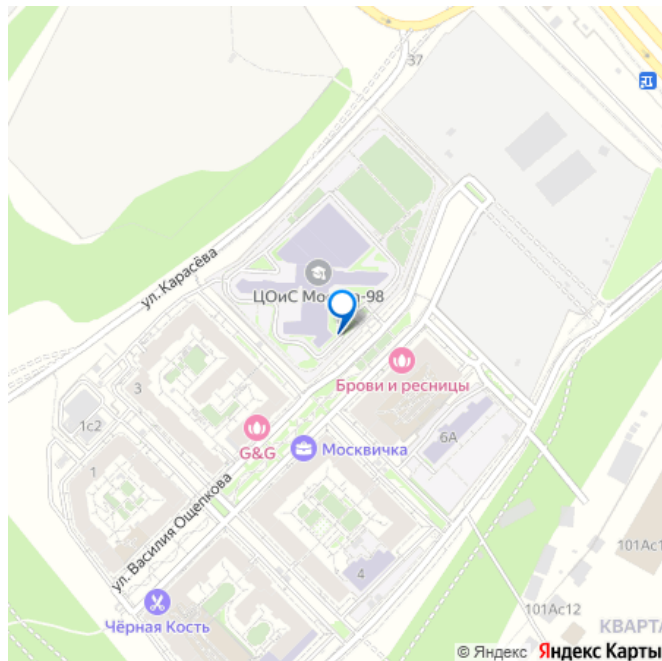 37
ул. Карасёва
ЦОиС Москва-98
Брови и ресницы
3
1с2
G&G
Москвичка
6А
1
ул. Василия Ощепкова
4
101Ас1
101Ас12
Чёрная Кость
КВАРТА
© Яндекс Яндекс Карты